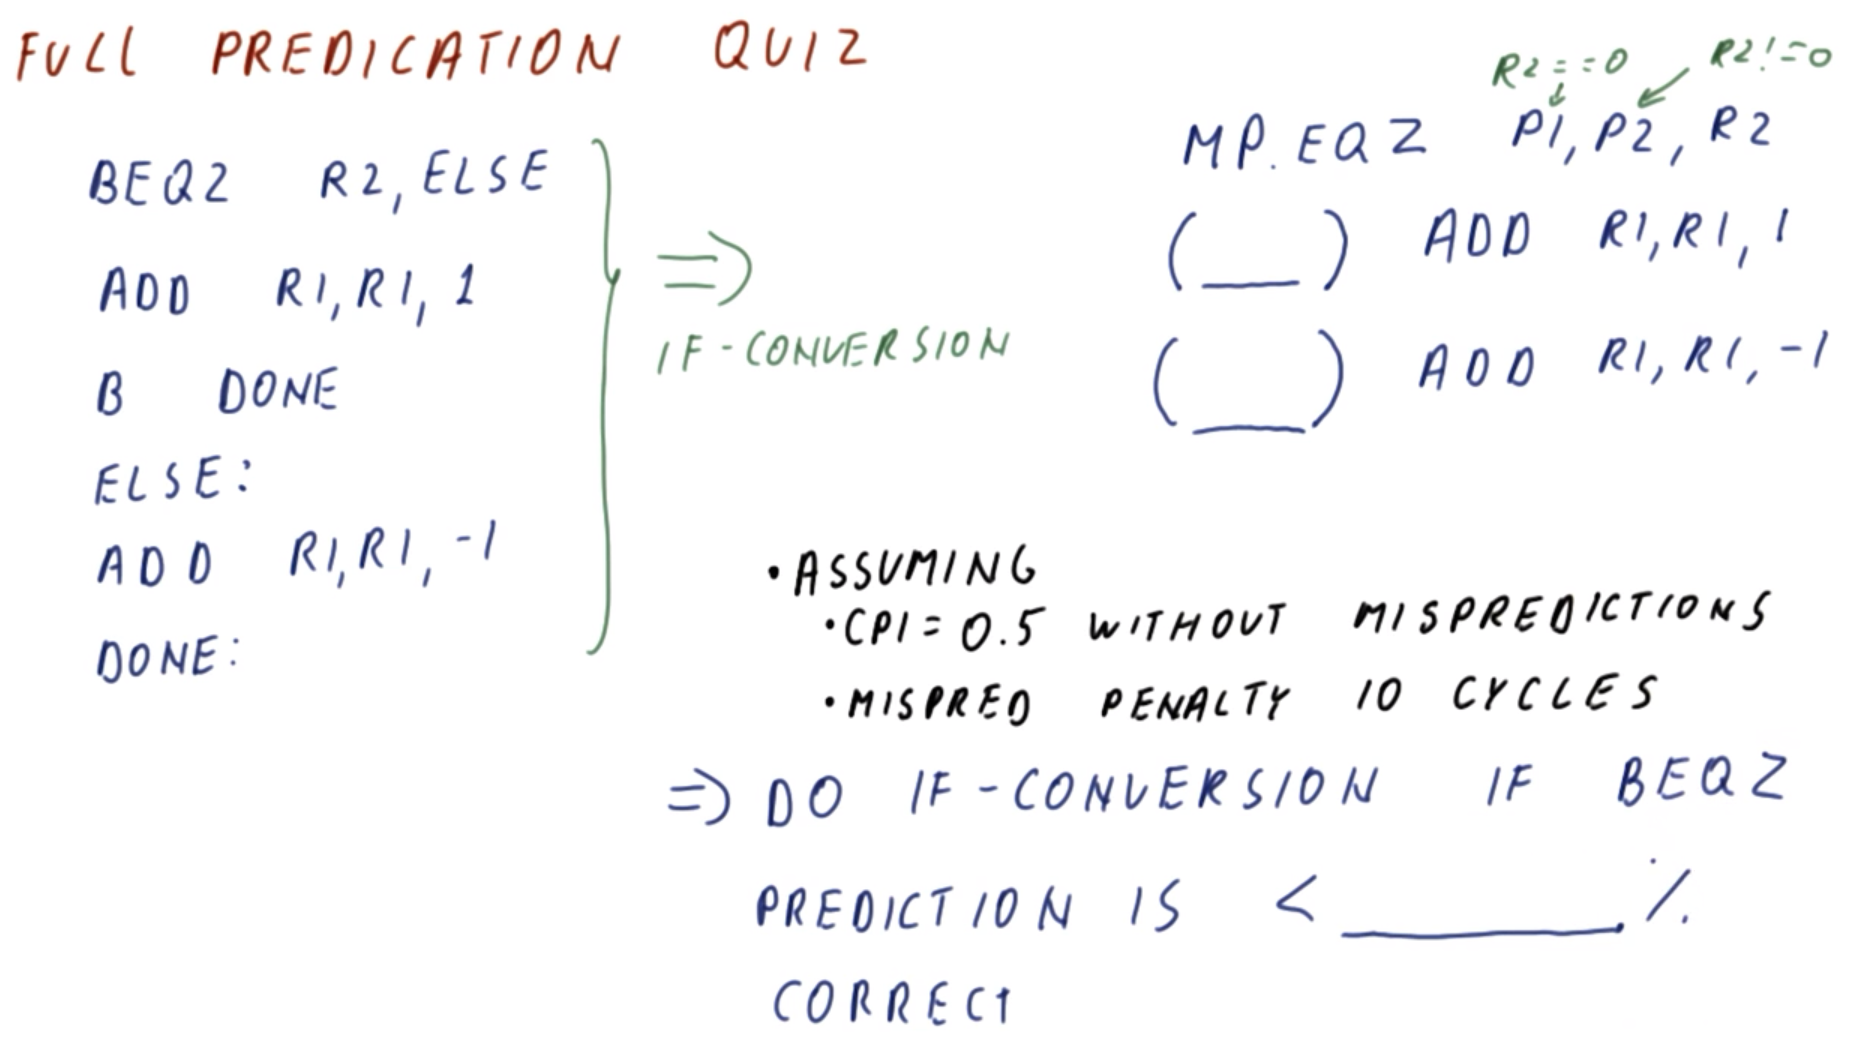 FULL PREDICATION QUIZ
BEQZ R2, ELSE
ADD R1, R1, 1
B DONE
ELSE:
ADD R1, R1, -1
DONE:
=>
IF-CONVERSION
R2==0 R2!=0
MP.EQZ P1, P2, R2
(__) ADD R1, R1, 1
(__) ADD R1, R1, -1
• ASSUMING
• CPI = 0.5 WITHOUT MISPREDICTIONS
• MISPRED PENALTY 10 CYCLES
=> DO IF-CONVERSION IF BEQZ
PREDICTION IS < ______. %
CORRECT